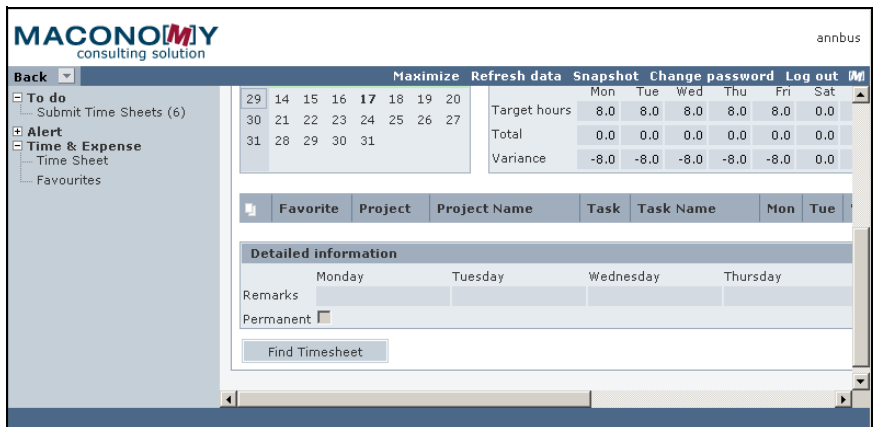 MACONO[M]Y
consulting solution
annbus
Back
Maximize Refresh data Snapshot Change password Log out [M]
To do
Submit Time Sheets (6)
Alert
Time & Expense
Time Sheet
Favourites
29 14 15 16 17 18 19 20
30 21 22 23 24 25 26 27
31 28 29 30 31
Mon Tue Wed Thu Fri Sat
Target hours 8.0 8.0 8.0 8.0 8.0 0.0
Total 0.0 0.0 0.0 0.0 0.0 0.0
Variance -8.0 -8.0 -8.0 -8.0 -8.0 0.0
Favorite Project Project Name Task Task Name Mon Tue
Detailed information
Monday Tuesday Wednesday Thursday
Remarks
Permanent
Find Timesheet